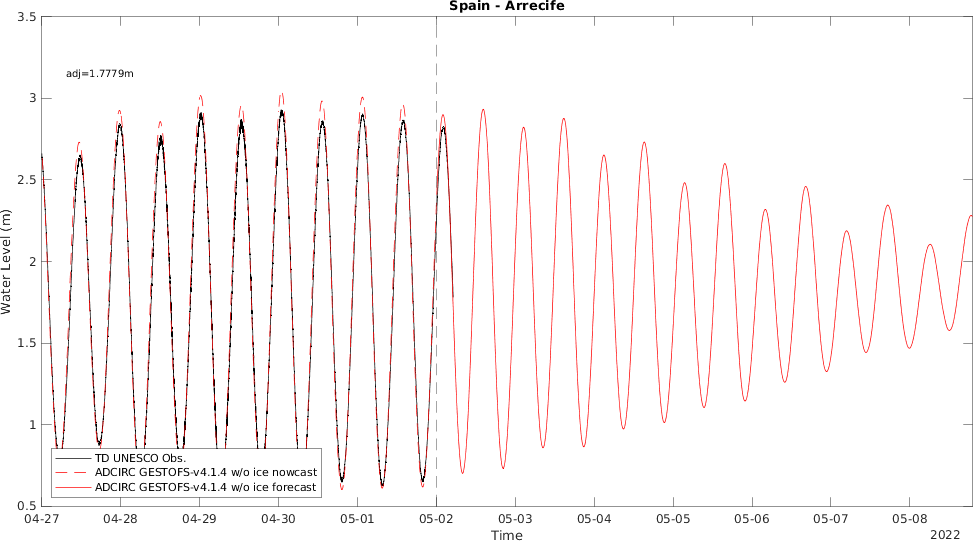 Spain - Arrecife
3.5
adj=1.7779m
3
2.5
2
1.5
1
0.5
Water Level (m)
TD UNESCO Obs.
ADCIRC GESTOFS-v4.1.4 w/o ice nowcast
ADCIRC GESTOFS-v4.1.4 w/o ice forecast
04-27 04-28 04-29 04-30 05-01 05-02 05-03 05-04 05-05 05-06 05-07 05-08
Time
2022